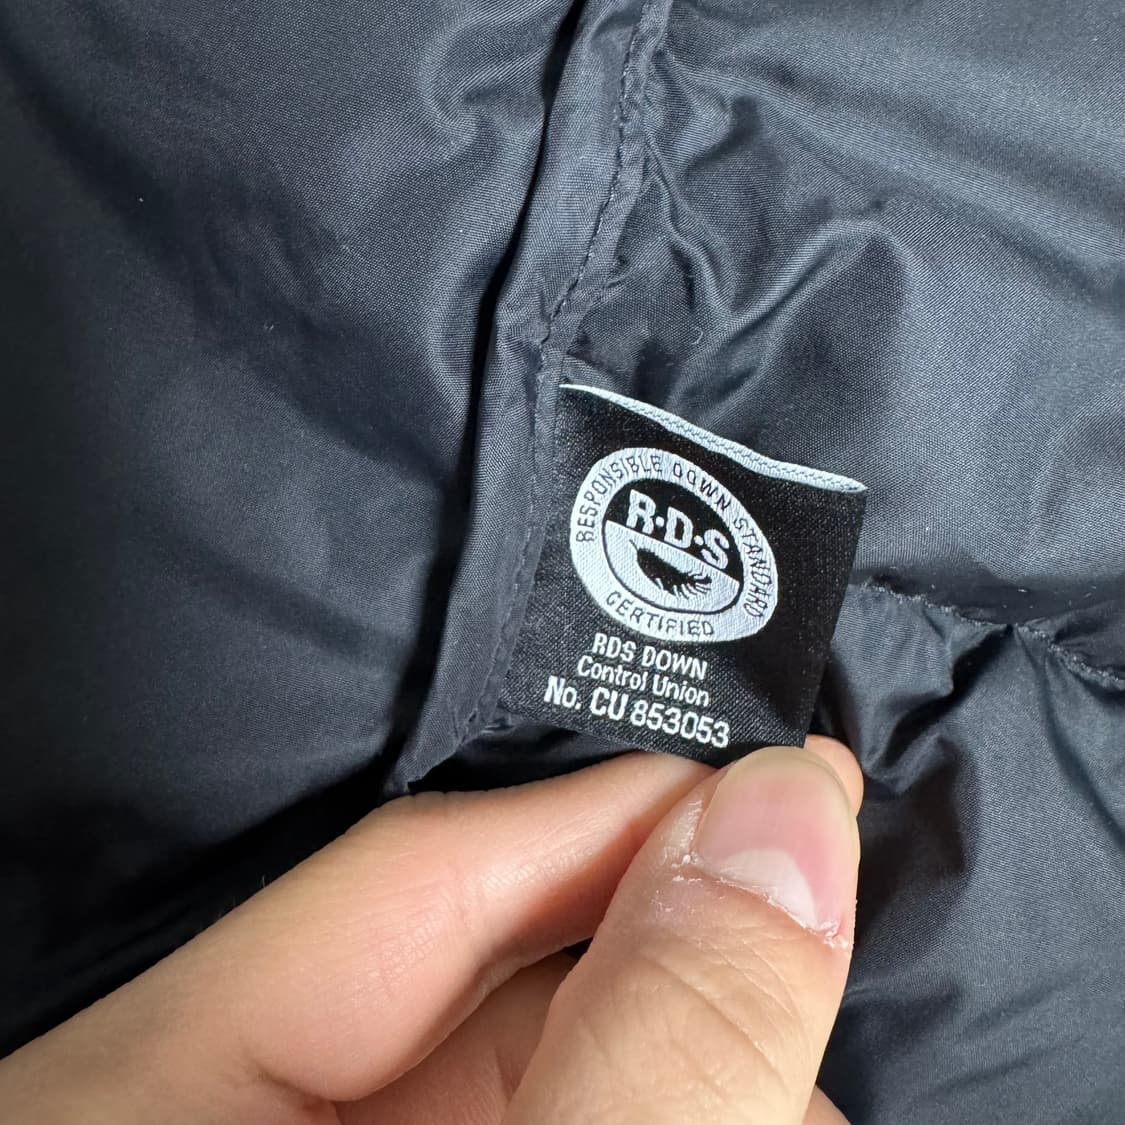 RESPONSIBLE DOWN STANDARD
R·D·S
CERTIFIED
RDS DOWN
Control Union
No. CU 853053